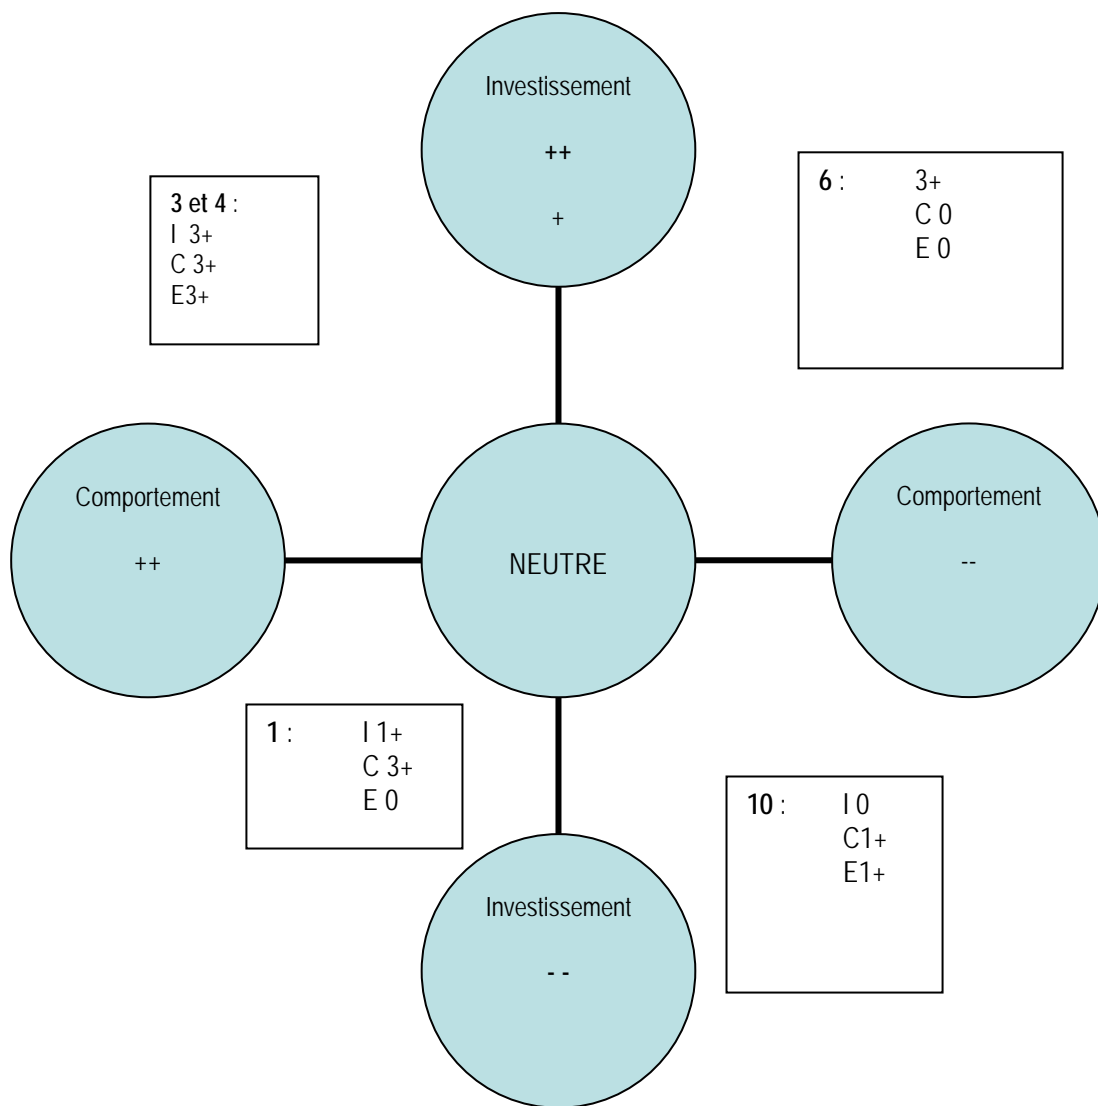 Investissement
++
+
3 et 4 :
I 3+
C 3+
E3+
6 : 3+
C 0
E 0
Comportement
++
NEUTRE
Comportement
--
1 : I 1+
C 3+
E 0
10 : I 0
C1+
E1+
Investissement
- -